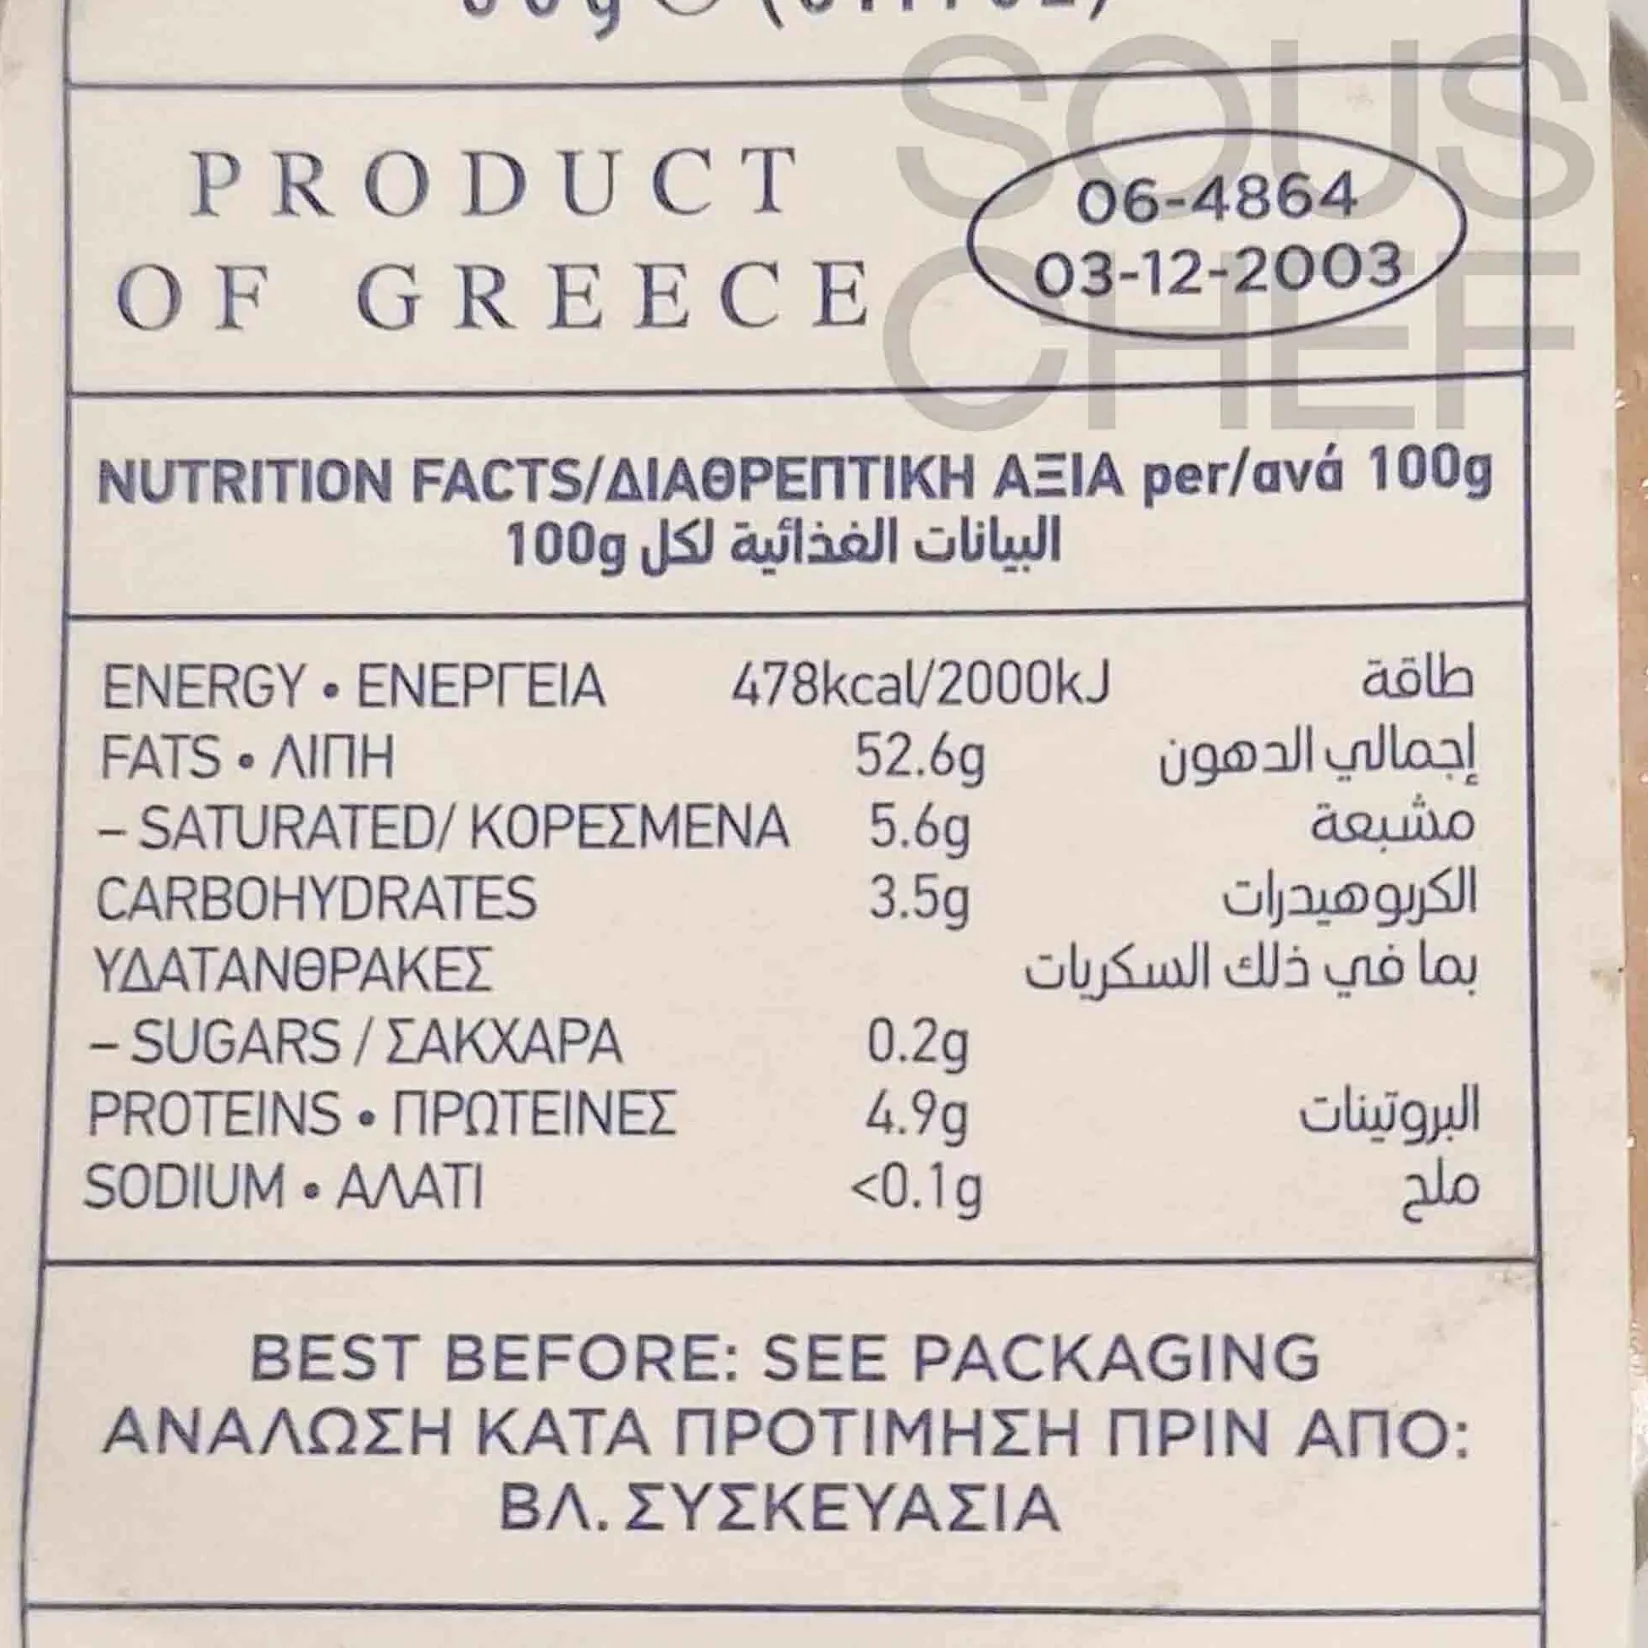 SOUS
CHEF
PRODUCT
OF GREECE
06-4864
03-12-2003
NUTRITION FACTS/ΔΙΑΘΡΕΠΤΙΚΗ ΑΞΙΑ per/ανά 100g
البيانات الغذائية لكل 100g
ENERGY • ΕΝΕΡΓΕΙΑ 478kcal/2000kJ طاقة
FATS • ΛΙΠΗ 52.6g إجمالي الدهون
– SATURATED/ ΚΟΡΕΣΜΕΝΑ 5.6g مشبعة
CARBOHYDRATES 3.5g الكربوهيدرات
ΥΔΑΤΑΝΘΡΑΚΕΣ بما في ذلك السكريات
– SUGARS / ΣΑΚΧΑΡΑ 0.2g
PROTEINS • ΠΡΩΤΕΙΝΕΣ 4.9g البروتينات
SODIUM • ΑΛΑΤΙ <0.1g ملح
BEST BEFORE: SEE PACKAGING
ΑΝΑΛΩΣΗ ΚΑΤΑ ΠΡΟΤΙΜΗΣΗ ΠΡΙΝ ΑΠΟ:
ΒΛ. ΣΥΣΚΕΥΑΣΙΑ